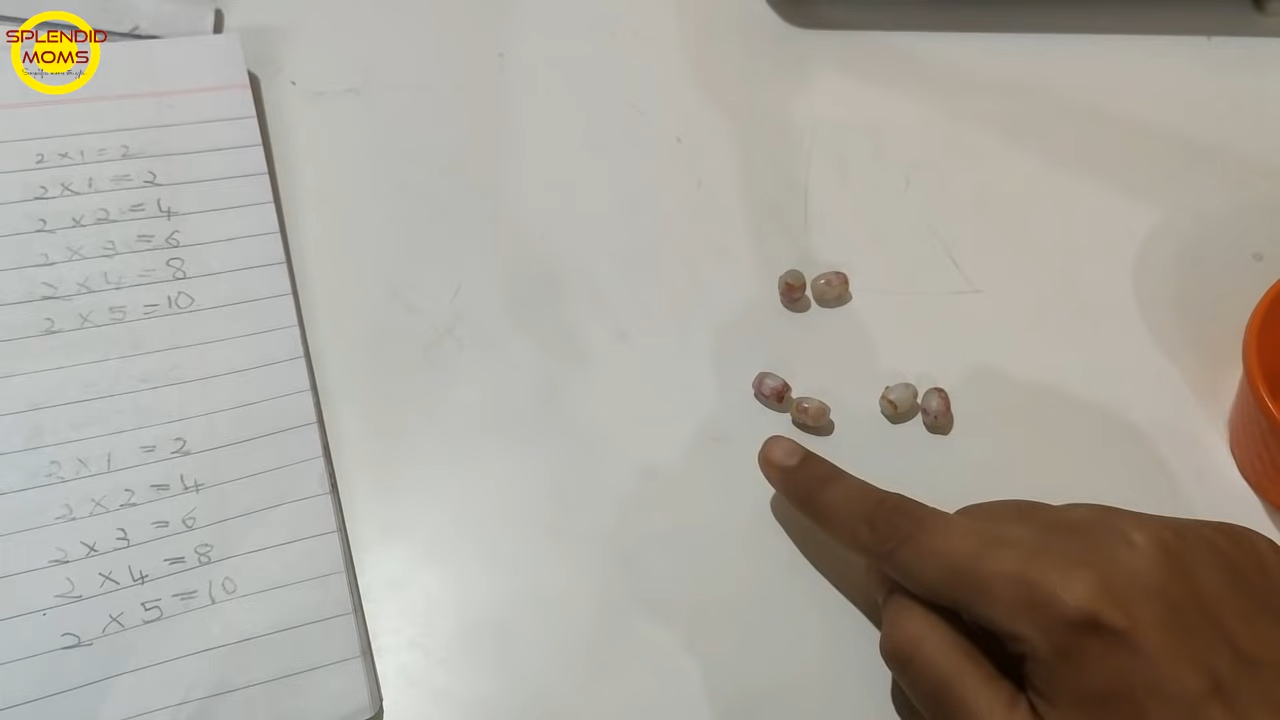 SPLENDID
MOMS
2 x 1 = 2
2 x 1 = 2
2 x 2 = 4
2 x 3 = 6
2 x 4 = 8
2 x 5 = 10
2 x 1 = 2
2 x 2 = 4
2 x 3 = 6
2 x 4 = 8
2 x 5 = 10